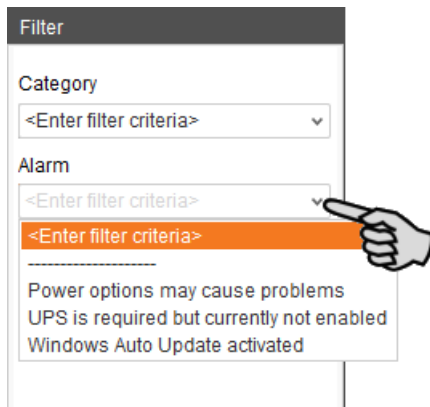 Filter
Category
<Enter filter criteria>
Alarm
<Enter filter criteria>
<Enter filter criteria>
--------------------
Power options may cause problems
UPS is required but currently not enabled
Windows Auto Update activated